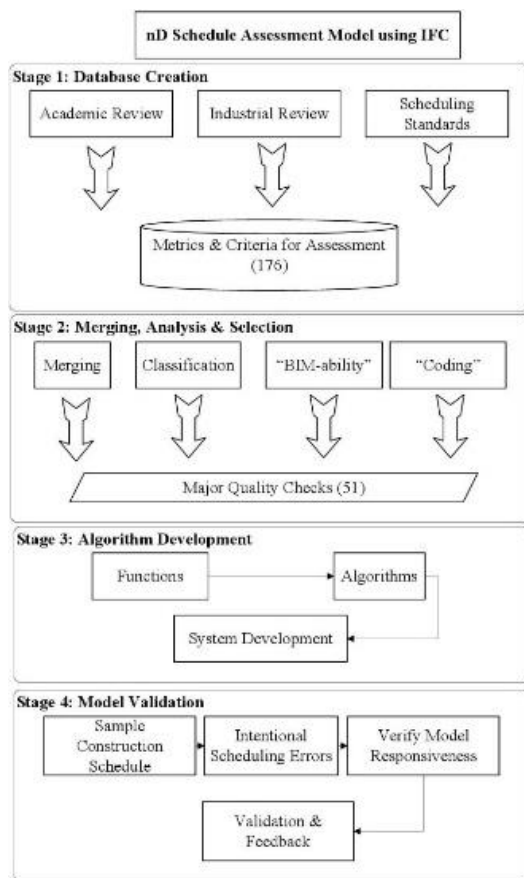 nD Schedule Assessment Model using IFC
Stage 1: Database Creation
Academic Review
Industrial Review
Scheduling
Standards
Metrics & Criteria for Assessment
(176)
Stage 2: Merging, Analysis & Selection
Merging
Classification
“BIM-ability”
“Coding”
Major Quality Checks (51)
Stage 3: Algorithm Development
Functions
Algorithms
System Development
Stage 4: Model Validation
Sample
Construction
Schedule
Intentional
Scheduling Errors
Verify Model
Responsiveness
Validation &
Feedback